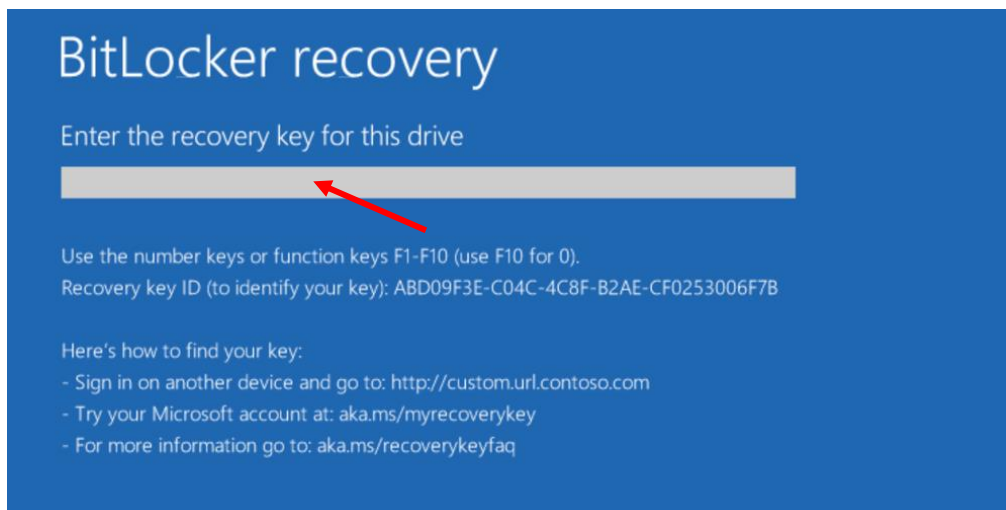 BitLocker recovery
Enter the recovery key for this drive
Use the number keys or function keys F1-F10 (use F10 for 0).
Recovery key ID (to identify your key): ABD09F3E-C04C-4C8F-B2AE-CF0253006F7B
Here's how to find your key:
- Sign in on another device and go to: http://custom.url.contoso.com
- Try your Microsoft account at: aka.ms/myrecoverykey
- For more information go to: aka.ms/recoverykeyfaq